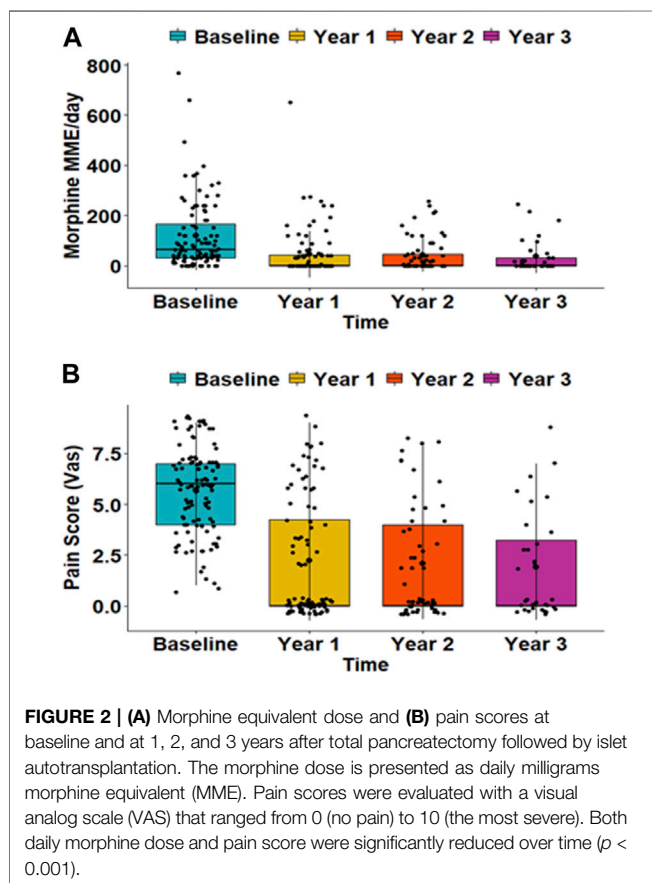 A
Baseline Year 1 Year 2 Year 3
Morphine MME/day
800
600
400
200
0
Baseline Year 1 Year 2 Year 3
Time
B
Baseline Year 1 Year 2 Year 3
Pain Score (Vas)
7.5
5.0
2.5
0.0
Baseline Year 1 Year 2 Year 3
Time
FIGURE 2 | (A) Morphine equivalent dose and (B) pain scores at
baseline and at 1, 2, and 3 years after total pancreatectomy followed by islet
autotransplantation. The morphine dose is presented as daily milligrams
morphine equivalent (MME). Pain scores were evaluated with a visual
analog scale (VAS) that ranged from 0 (no pain) to 10 (the most severe). Both
daily morphine dose and pain score were significantly reduced over time (p <
0.001).